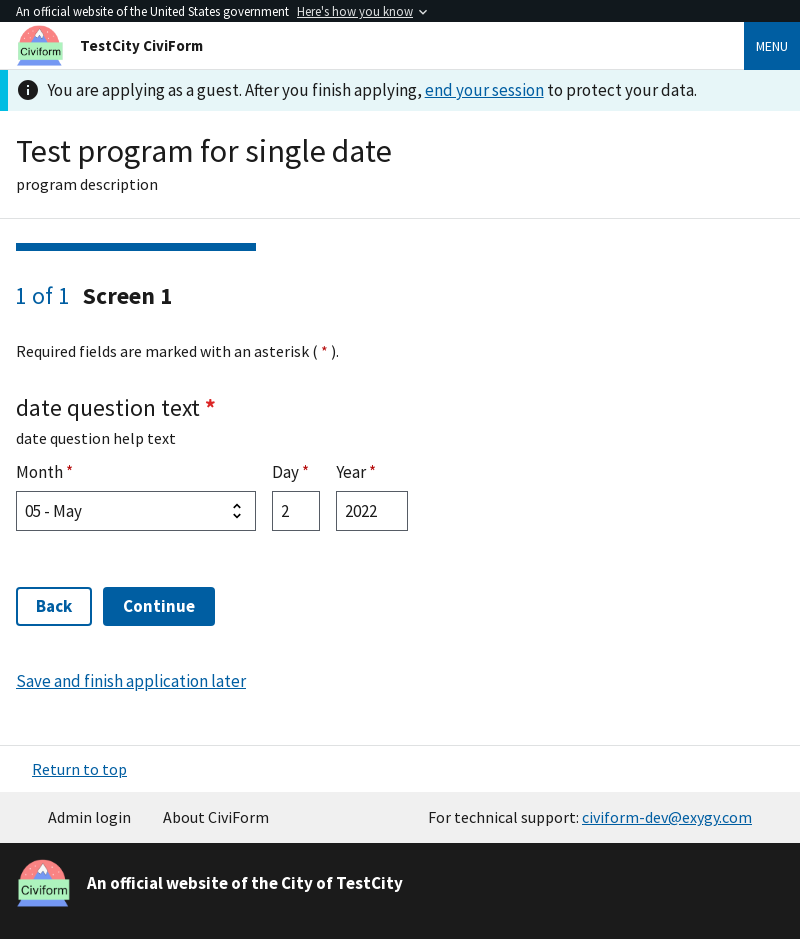 An official website of the United States government Here's how you know
Civiform
TestCity CiviForm
MENU
You are applying as a guest. After you finish applying, end your session to protect your data.
Test program for single date
program description
1 of 1 Screen 1
Required fields are marked with an asterisk ( * ).
date question text *
date question help text
Month * Day * Year *
05 - May 2 2022
Back Continue
Save and finish application later
Return to top
Admin login About CiviForm For technical support: civiform-dev@exygy.com
Civiform
An official website of the City of TestCity